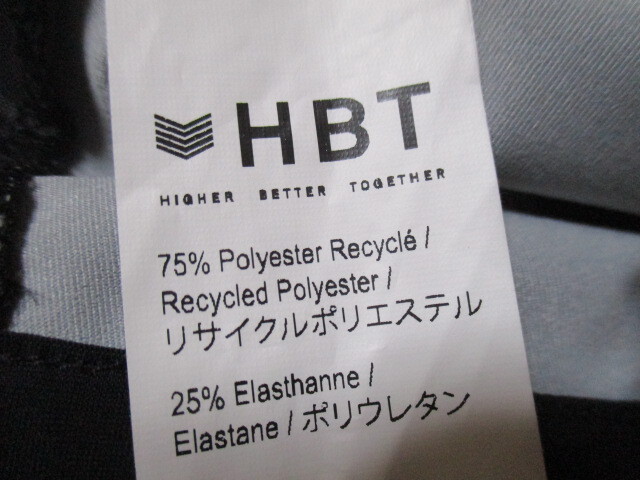 HBT
HIGHER BETTER TOGETHER
75% Polyester Recyclé /
Recycled Polyester /
リサイクルポリエステル
25% Elasthanne /
Elastane / ポリウレタン